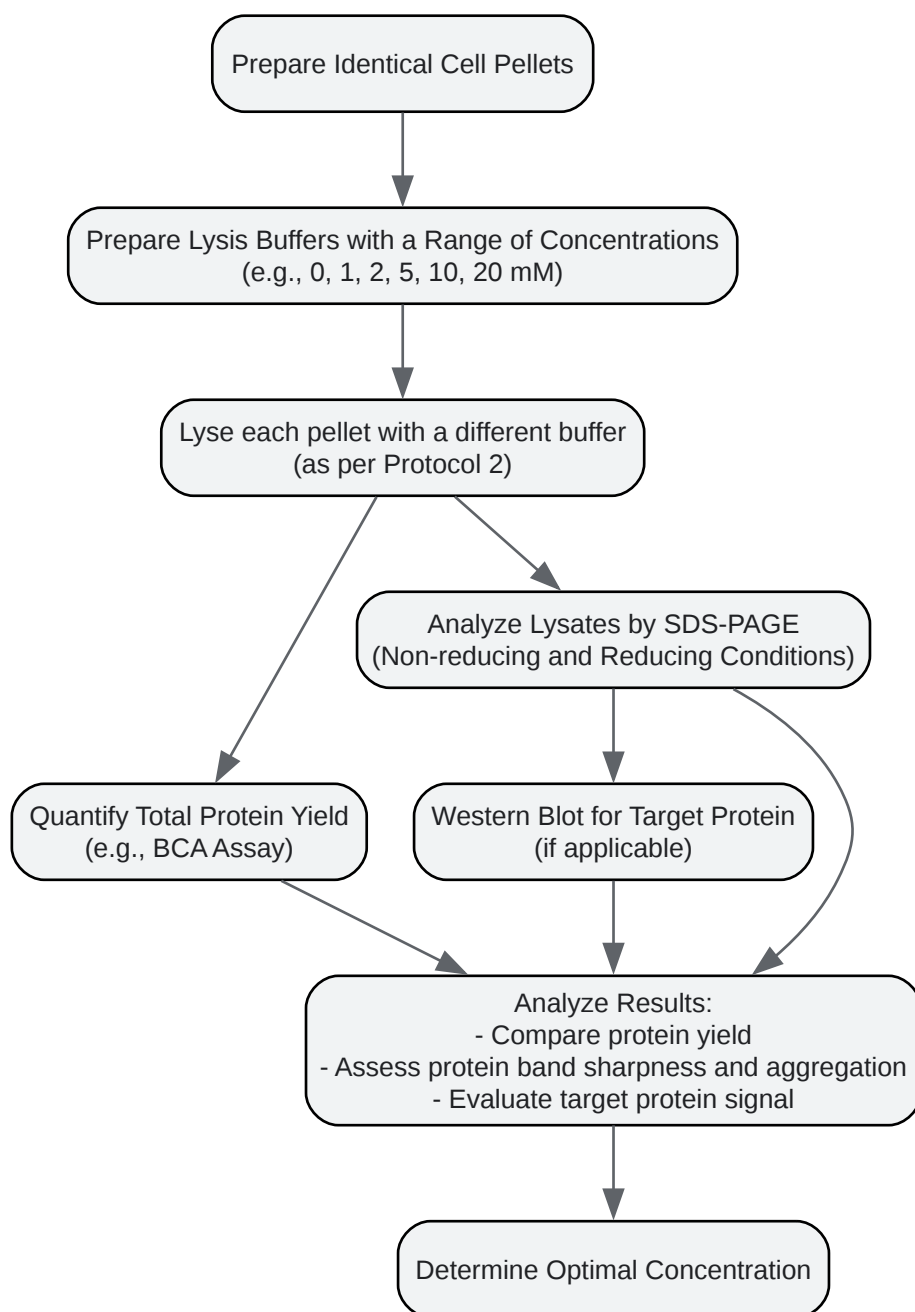 Prepare Identical Cell Pellets
Prepare Lysis Buffers with a Range of Concentrations
(e.g., 0, 1, 2, 5, 10, 20 mM)
Lyse each pellet with a different buffer
(as per Protocol 2)
Analyze Lysates by SDS-PAGE
(Non-reducing and Reducing Conditions)
Quantify Total Protein Yield
(e.g., BCA Assay)
Western Blot for Target Protein
(if applicable)
Analyze Results:
- Compare protein yield
- Assess protein band sharpness and aggregation
- Evaluate target protein signal
Determine Optimal Concentration